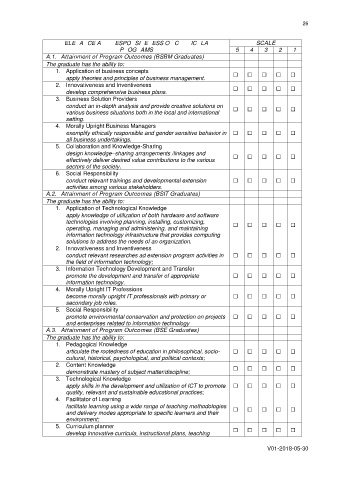 26
ELE A CE A ESPO SI E ESS O C IC LA
P OG AMS
SCALE
5 4 3 2 1
A.1. Attainment of Program Outcomes (BSBM Graduates)
The graduate has the ability to:
1. Application of business concepts
apply theories and principles of business management.
2. Innovativeness and Inventiveness
develop comprehensive business plans.
3. Business Solution Providers
conduct an in-depth analysis and provide creative solutions on
various business situations both in the local and international
setting.
4. Morally Upright Business Managers
exemplify ethically responsible and gender sensitive behavior in
all business undertakings.
5. Collaboration and Knowledge-Sharing
design knowledge–sharing arrangements /linkages and
effectively deliver desired value contributions to the various
sectors of the society.
6. Social Responsibility
conduct relevant trainings and developmental extension
activities among various stakeholders.
A.2. Attainment of Program Outcomes (BSIT Graduates)
The graduate has the ability to:
1. Application of Technological Knowledge
apply knowledge of utilization of both hardware and software
technologies involving planning, installing, customizing,
operating, managing and administering, and maintaining
information technology infrastructure that provides computing
solutions to address the needs of an organization.
2. Innovativeness and Inventiveness
conduct relevant researches ad extension program activities in
the field of information technology;
3. Information Technology Development and Transfer
promote the development and transfer of appropriate
information technology.
4. Morally Upright IT Professions
become morally upright IT professionals with primary or
secondary job roles.
5. Social Responsibility
promote environmental conservation and protection on projects
and enterprises related to information technology
A.3. Attainment of Program Outcomes (BSE Graduates)
The graduate has the ability to:
1. Pedagogical Knowledge
articulate the rootedness of education in philosophical, socio-
cultural, historical, psychological, and political contexts;
2. Content Knowledge
demonstrate mastery of subject matter/discipline;
3. Technological Knowledge
apply skills in the development and utilization of ICT to promote
quality, relevant and sustainable educational practices;
4. Facilitator of Learning
facilitate learning using a wide range of teaching methodologies
and delivery modes appropriate to specific learners and their
environment;
5. Curriculum planner
develop innovative curricula, instructional plans, teaching
V01-2018-05-30